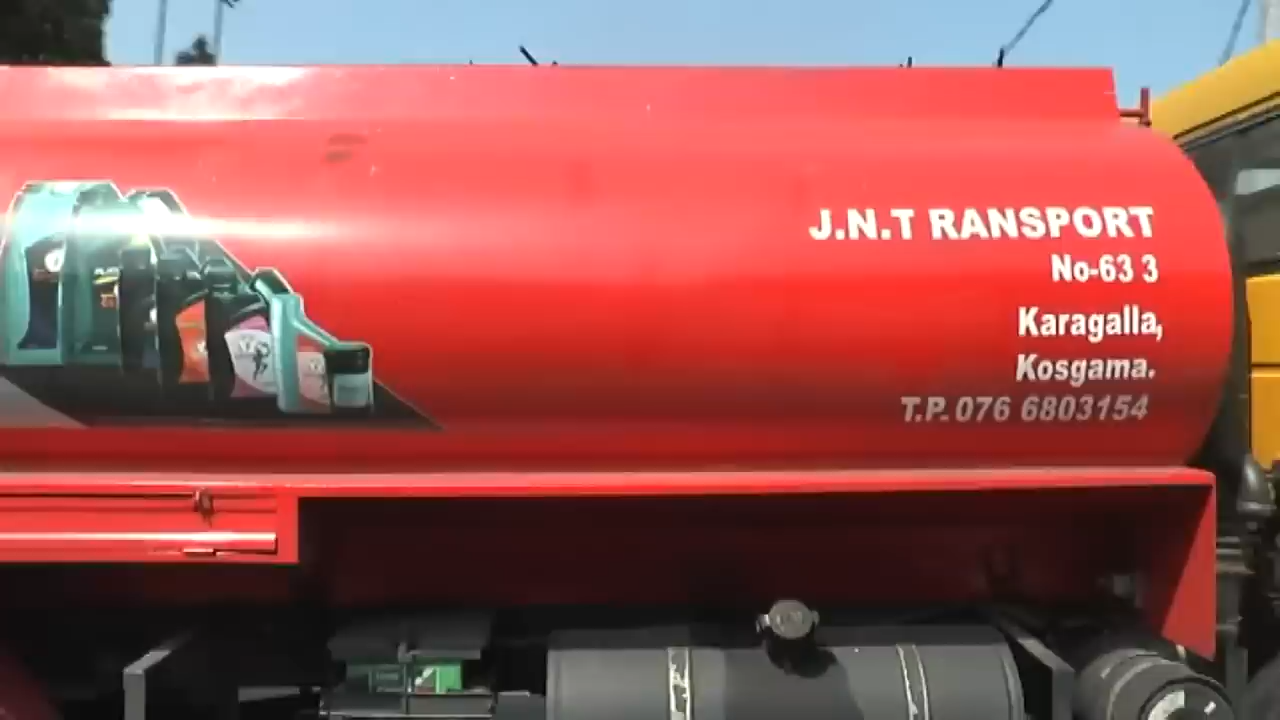 J.N.T RANSPORT
No-63 3
Karagalla,
Kosgama.
T.P. 076 6803154